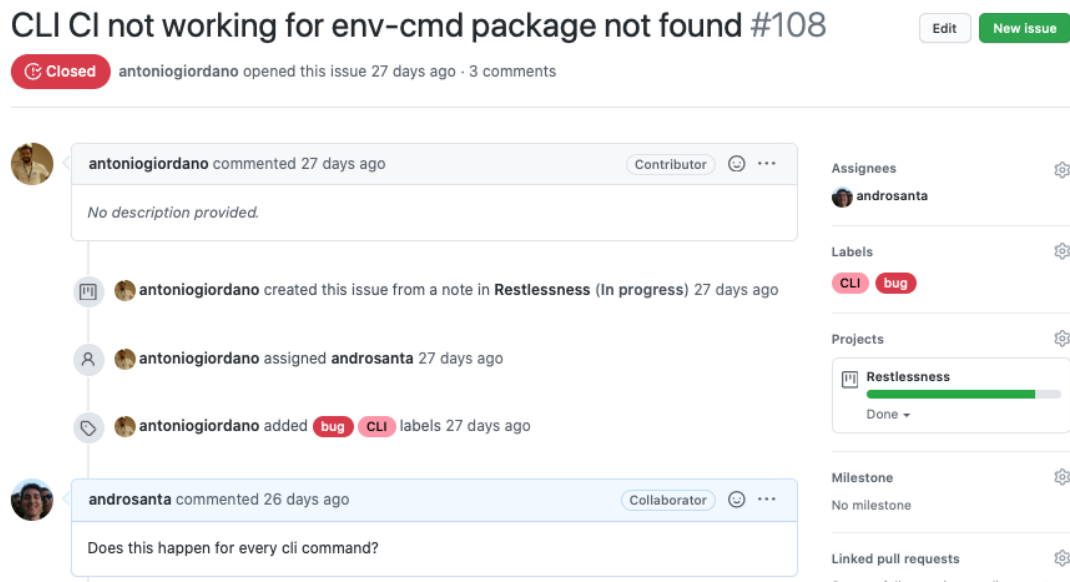 CLI CI not working for env-cmd package not found #108
Edit
New issue
Closed
antoniogiordano opened this issue 27 days ago · 3 comments
antoniogiordano commented 27 days ago
Contributor
No description provided.
antoniogiordano created this issue from a note in Restlessness (In progress) 27 days ago
antoniogiordano assigned androsanta 27 days ago
antoniogiordano added bug CLI labels 27 days ago
androsanta commented 26 days ago
Collaborator
Does this happen for every cli command?
Assignees
androsanta
Labels
CLI bug
Projects
Restlessness
Done
Milestone
No milestone
Linked pull requests